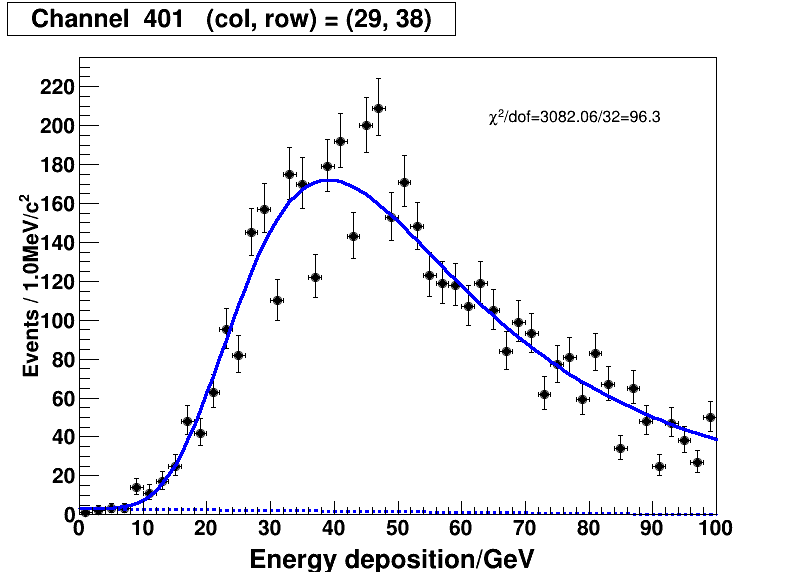 Channel  401   (col, row) = (29, 38)
χ²/dof=3082.06/32=96.3
Events / 1.0MeV/c²
220
200
180
160
140
120
100
80
60
40
20
0
0 10 20 30 40 50 60 70 80 90 100
Energy deposition/GeV